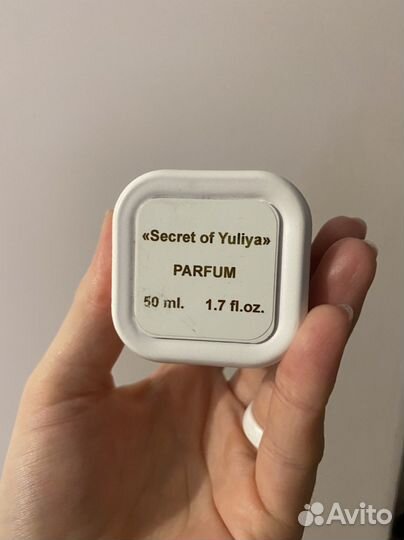 «Secret of Yuliya»
PARFUM
50 ml. 1.7 fl.oz.
Avito